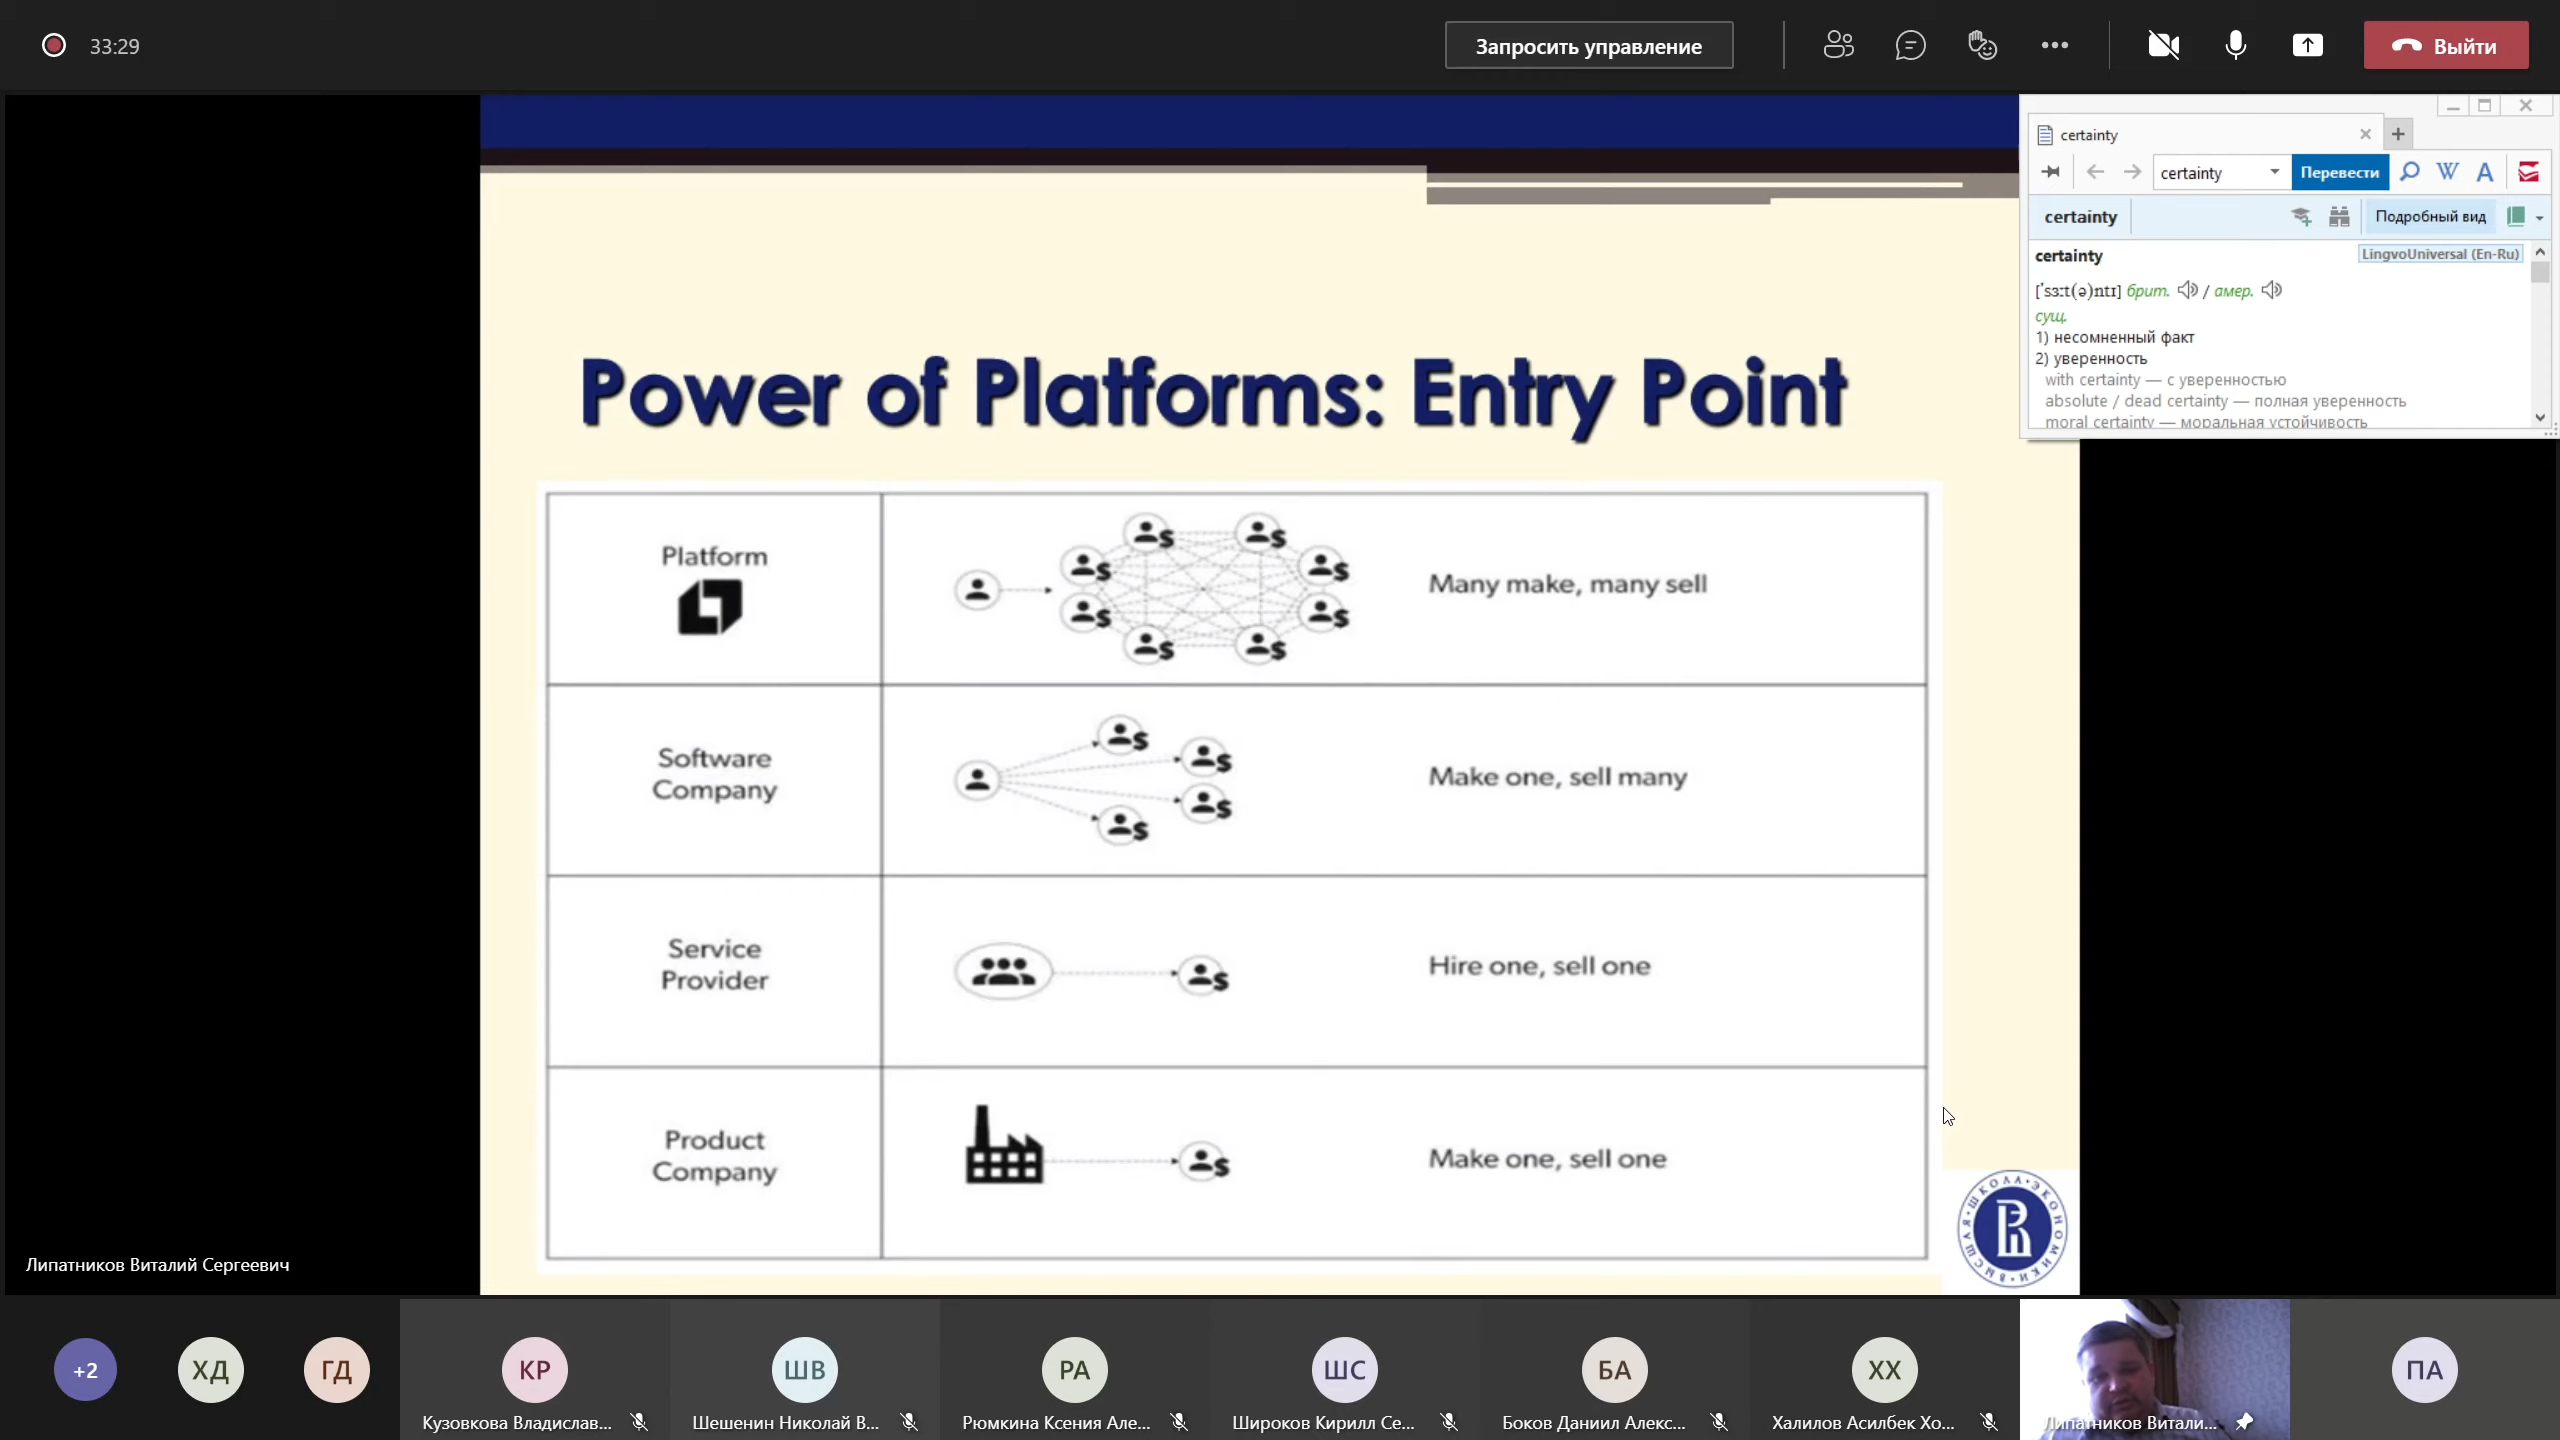 33:29
Запросить управление
Выйти
certainty
certainty
Перевести
W
A
certainty
Подробный вид
certainty
LingvoUniversal (En-Ru)
['sɜːt(ə)ntɪ] брит. / амер.
сущ.
1) несомненный факт
2) уверенность
with certainty — с уверенностью
absolute / dead certainty — полная уверенность
moral certainty — моральная устойчивость
Power of Platforms: Entry Point
Platform
Many make, many sell
Software
Company
Make one, sell many
Service
Provider
Hire one, sell one
Product
Company
Make one, sell one
ВЫСШАЯ ШКОЛА ЭКОНОМИКИ
Липатников Виталий Сергеевич
+2
ХД
ГД
КР
ШВ
РА
ШС
БА
ХХ
ПА
Кузовкова Владислав...
Шешенин Николай В...
Рюмкина Ксения Але...
Широков Кирилл Се...
Боков Даниил Алекс...
Халилов Асилбек Хо...
Липатников Витали...